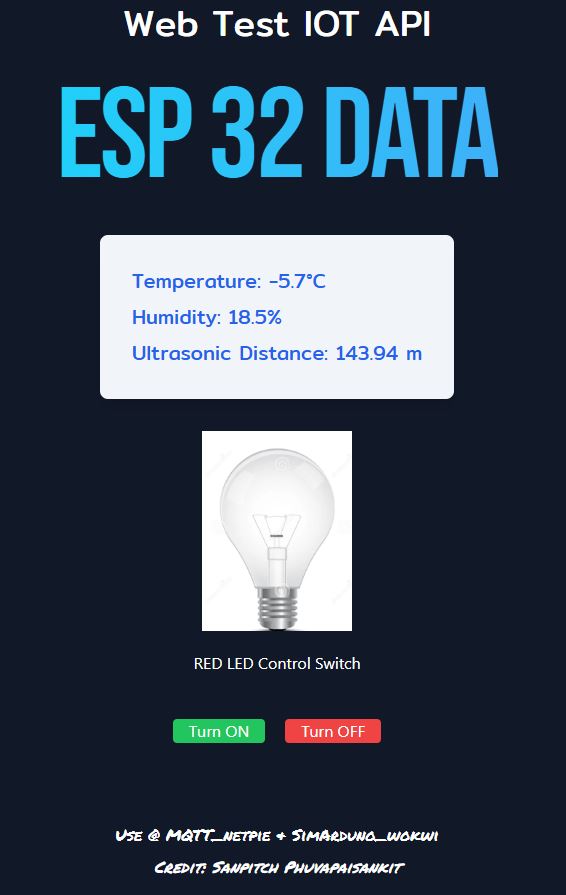 Web Test IOT API
ESP 32 DATA
Temperature: -5.7°C
Humidity: 18.5%
Ultrasonic Distance: 143.94 m
RED LED Control Switch
Turn ON
Turn OFF
Use @ MQTT_netpie & SimArduno_wokwi
Credit: Sanpitch Phuvapaisankit